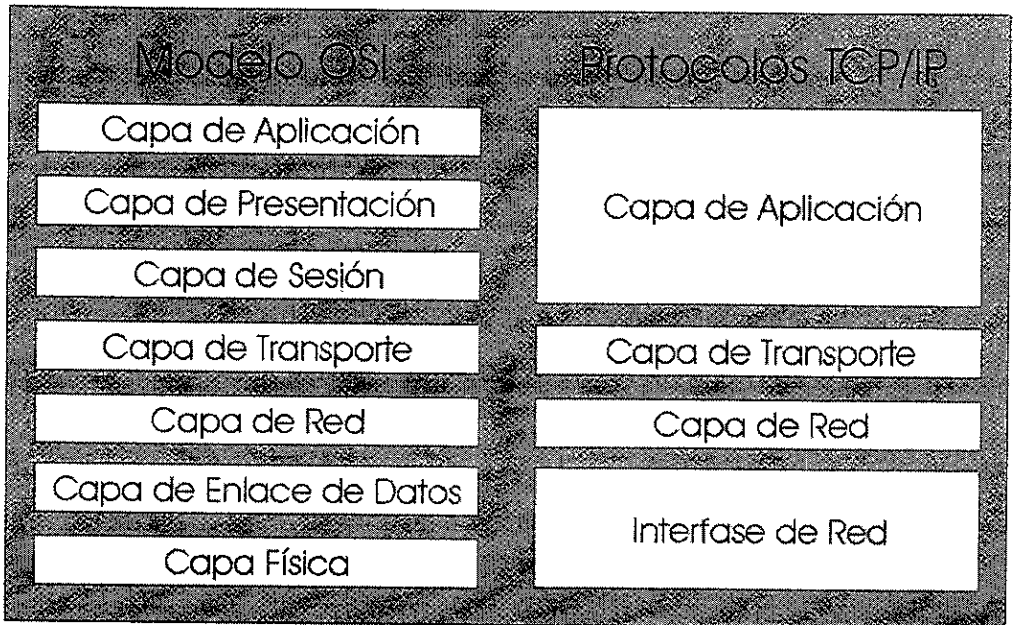 Modelo OSI
Capa de Aplicación
Capa de Presentación
Capa de Sesión
Capa de Transporte
Capa de Red
Capa de Enlace de Datos
Capa Física
Protocolos TCP/IP
Capa de Aplicación
Capa de Transporte
Capa de Red
Interfase de Red